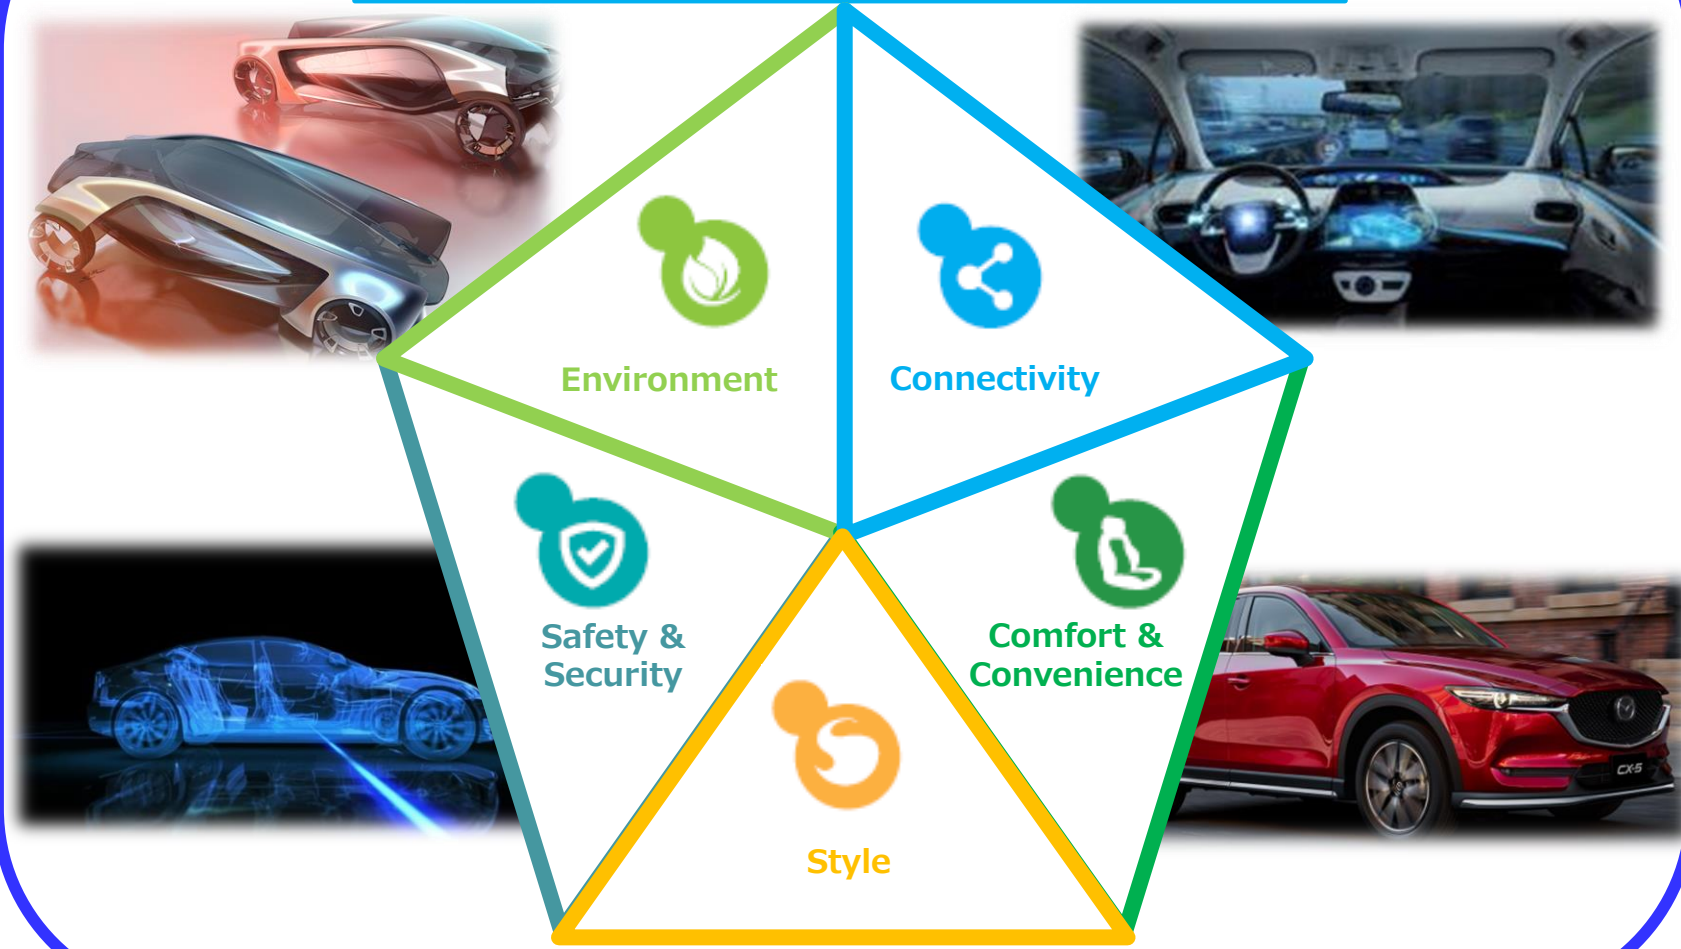 Environment
Connectivity
Safety &
Security
Comfort &
Convenience
Style
CX-5